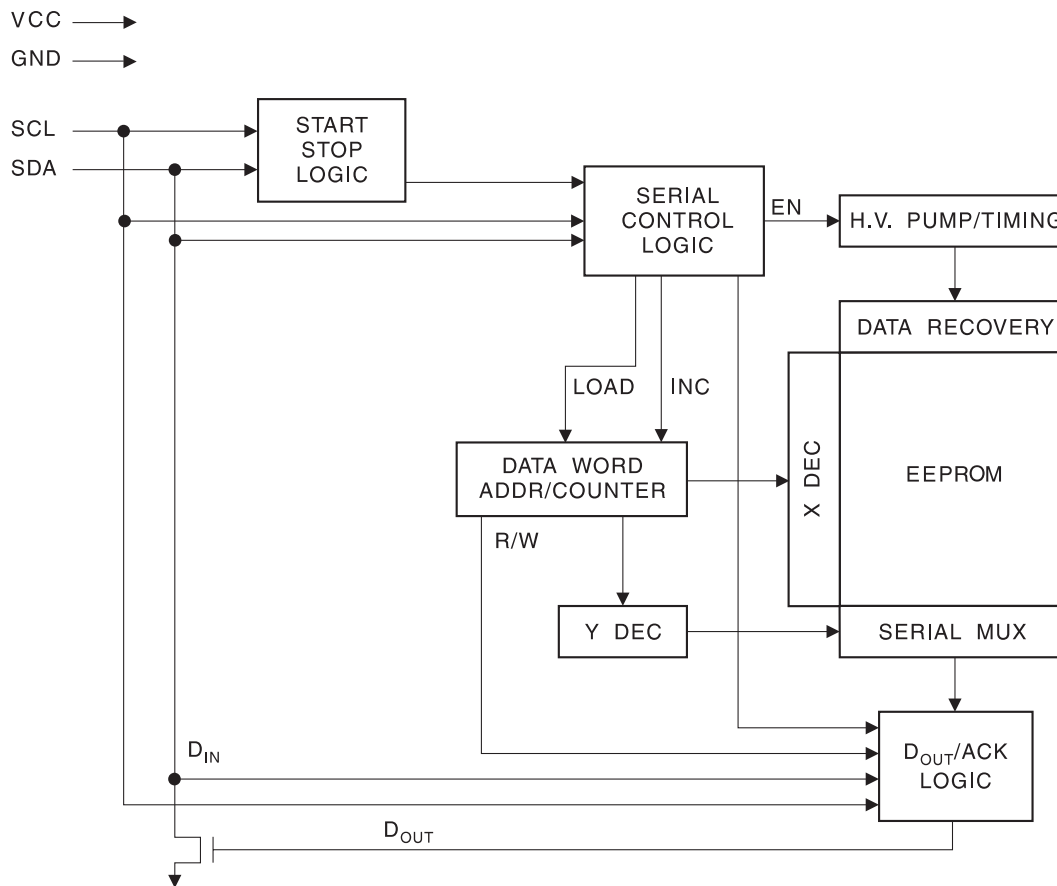 VCC
GND
SCL
SDA
START
STOP
LOGIC
SERIAL
CONTROL
LOGIC
EN
H.V. PUMP/TIMING
DATA RECOVERY
LOAD
INC
DATA WORD
ADDR/COUNTER
X DEC
EEPROM
R/W
Y DEC
SERIAL MUX
DIN
DOUT/ACK
LOGIC
DOUT